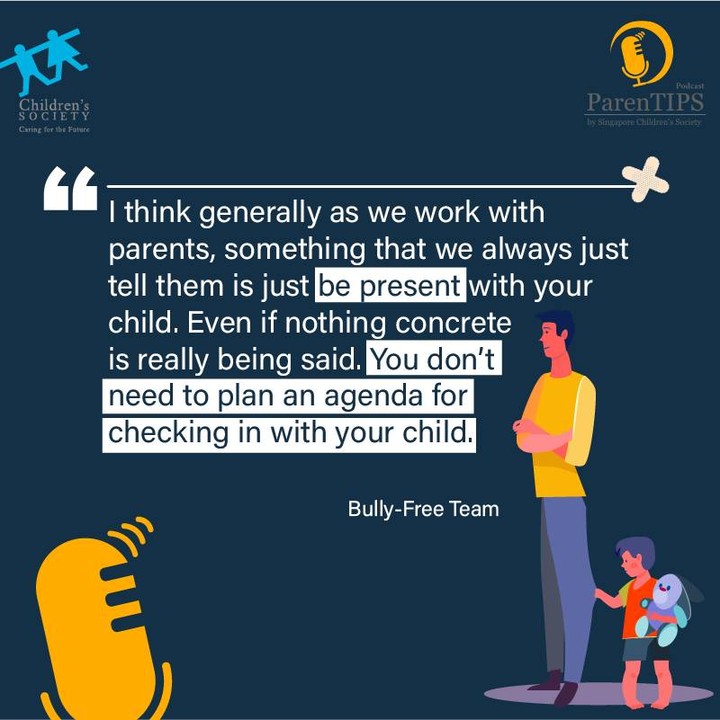 Children's
SOCIETY
Caring for the Future
Podcast
ParenTIPS
by Singapore Children's Society
“
I think generally as we work with
parents, something that we always just
tell them is just be present with your
child. Even if nothing concrete
is really being said. You don’t
need to plan an agenda for
checking in with your child.
Bully-Free Team